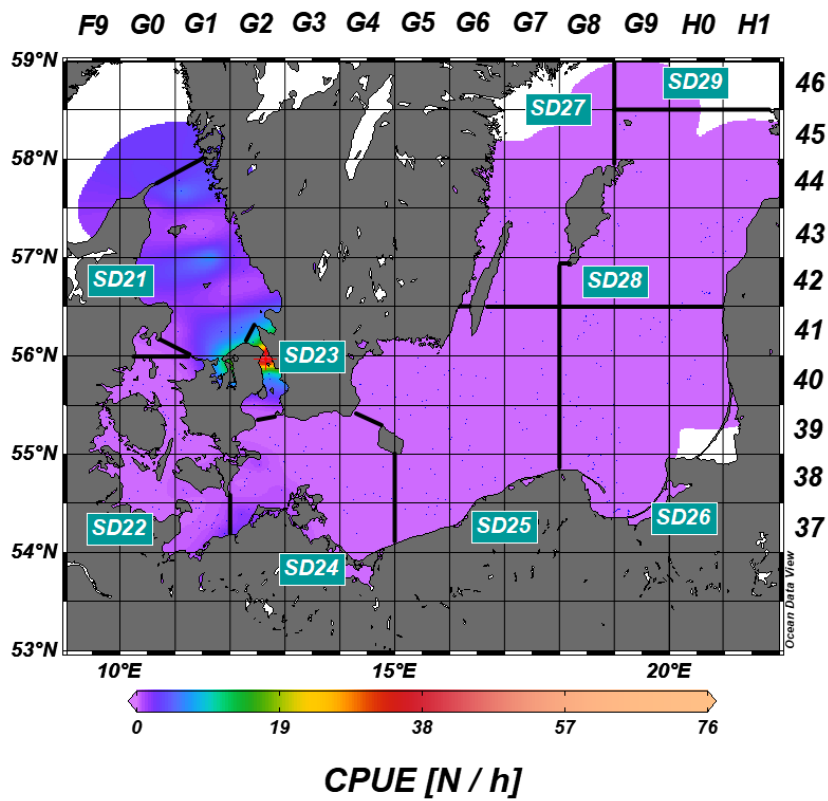 F9 G0 G1 G2 G3 G4 G5 G6 G7 G8 G9 H0 H1
59°N
SD29
46
SD27
45
58°N
44
43
57°N
SD21
SD28
42
41
56°N
SD23
40
39
55°N
38
SD22
SD25
SD26
37
54°N
SD24
Ocean Data View
53°N
10°E 15°E 20°E
0 19 38 57 76
CPUE [N / h]